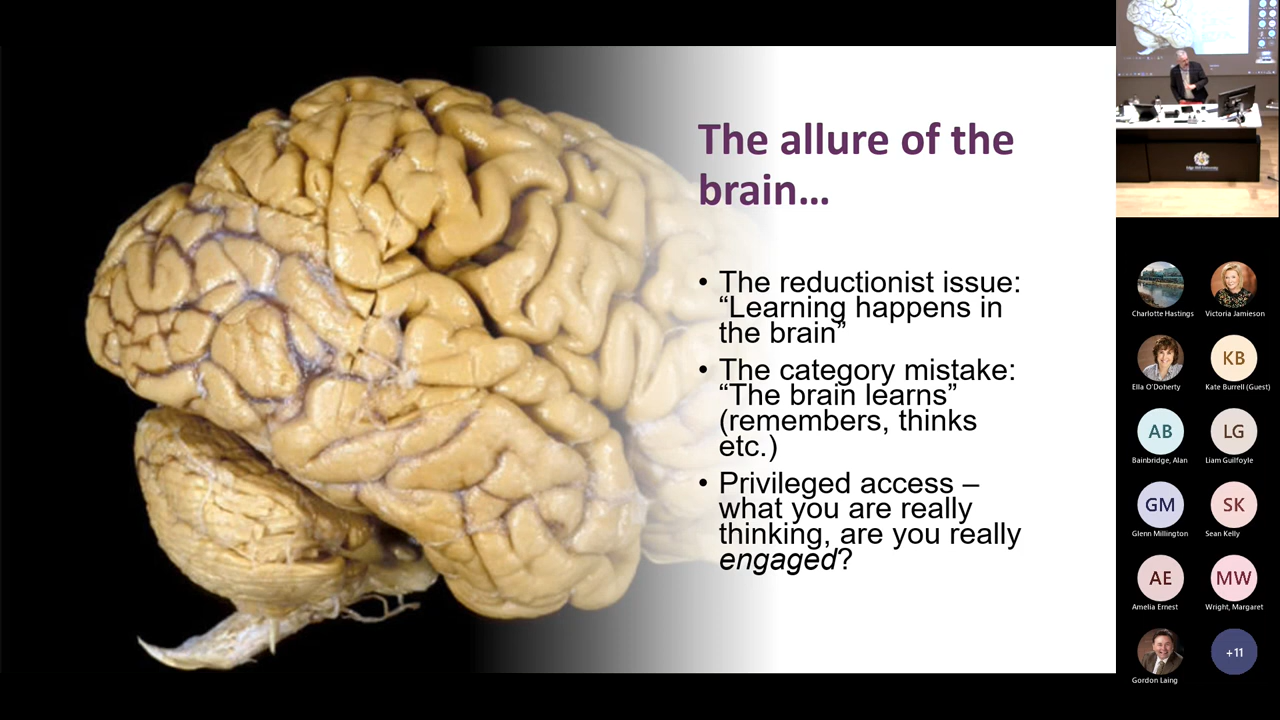 The allure of the
brain...
• The reductionist issue:
“Learning happens in
the brain”
• The category mistake:
“The brain learns”
(remembers, thinks
etc.)
• Privileged access –
what you are really
thinking, are you really
engaged?
Edge Hill University
Charlotte Hastings
Victoria Jamieson
Ella O'Doherty
KB
Kate Burrell (Guest)
AB
Bainbridge, Alan
LG
Liam Guilfoyle
GM
Glenn Millington
SK
Sean Kelly
AE
Amelia Ernest
MW
Wright, Margaret
Gordon Laing
+11